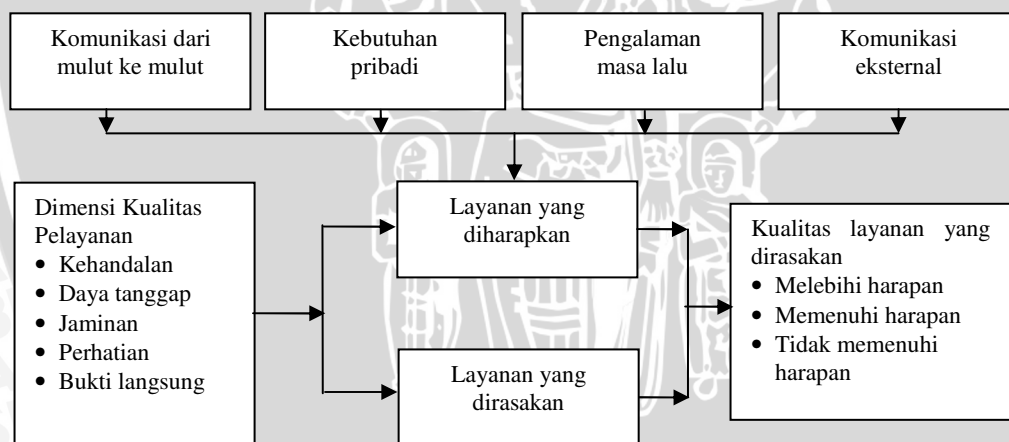 Komunikasi dari
mulut ke mulut
Kebutuhan
pribadi
Pengalaman
masa lalu
Komunikasi
eksternal
Dimensi Kualitas
Pelayanan
• Kehandalan
• Daya tanggap
• Jaminan
• Perhatian
• Bukti langsung
Layanan yang
diharapkan
Layanan yang
dirasakan
Kualitas layanan yang
dirasakan
• Melebihi harapan
• Memenuhi harapan
• Tidak memenuhi
harapan